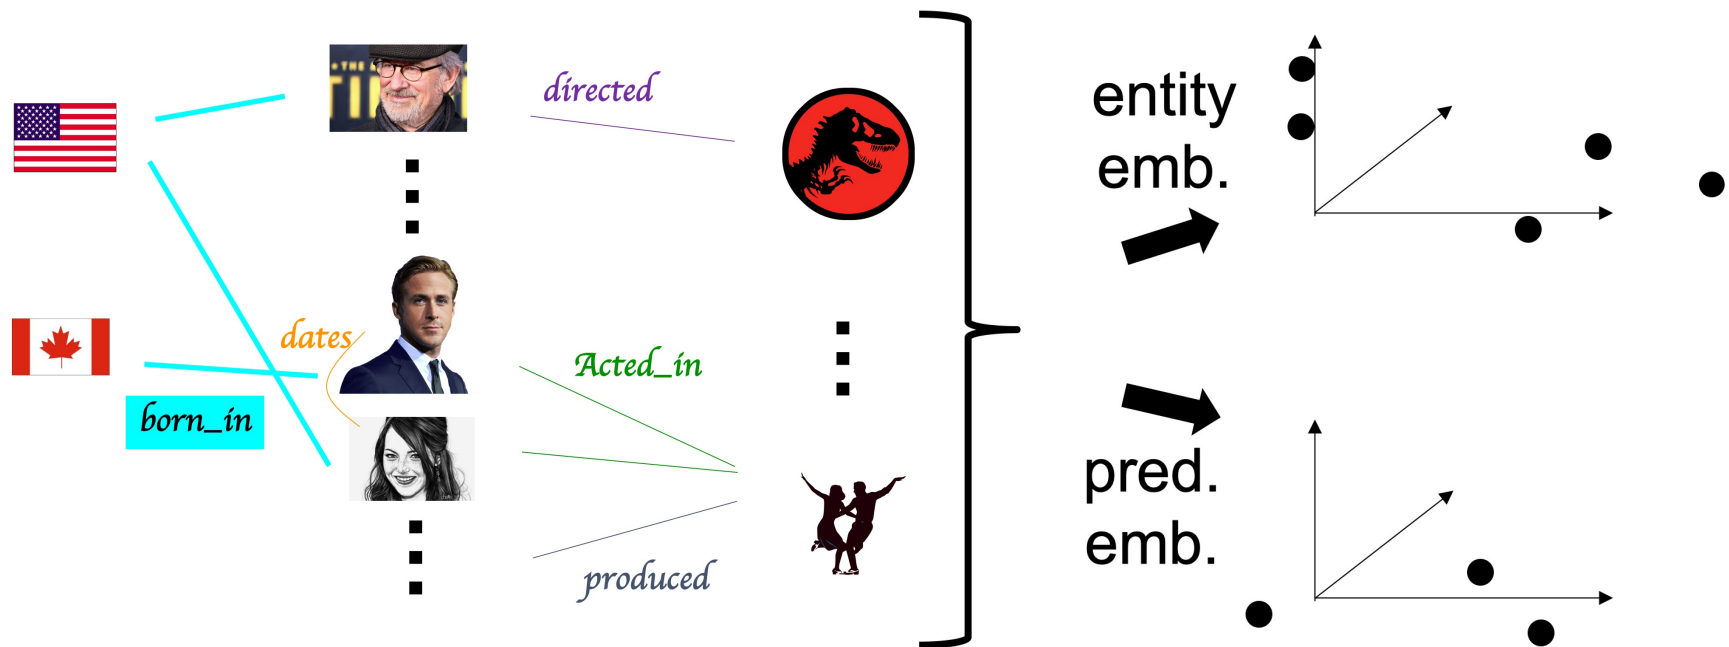 directed
dates
Acted_in
born_in
produced
entity
emb.
pred.
emb.